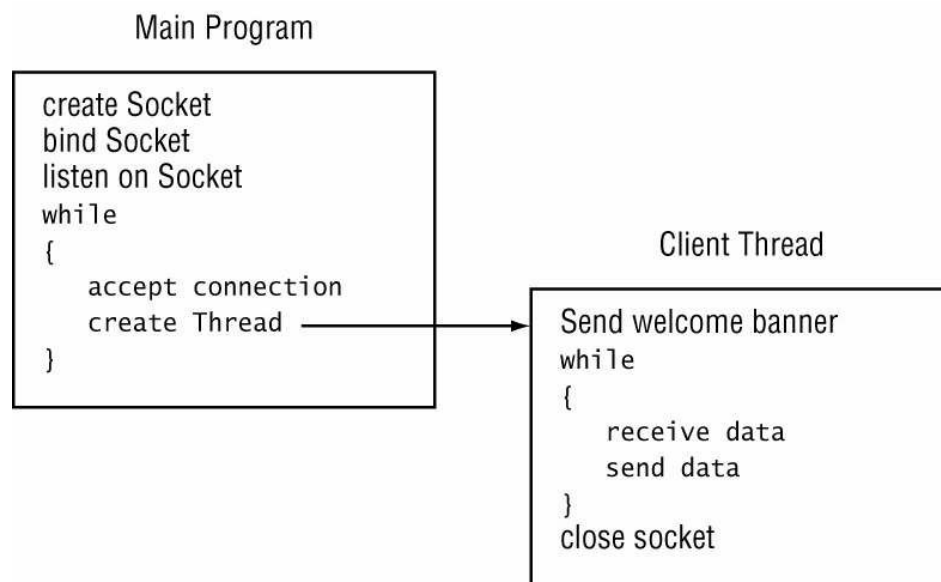 Main Program
create Socket
bind Socket
listen on Socket
while
{
accept connection
create Thread
}
Client Thread
Send welcome banner
while
{
receive data
send data
}
close socket